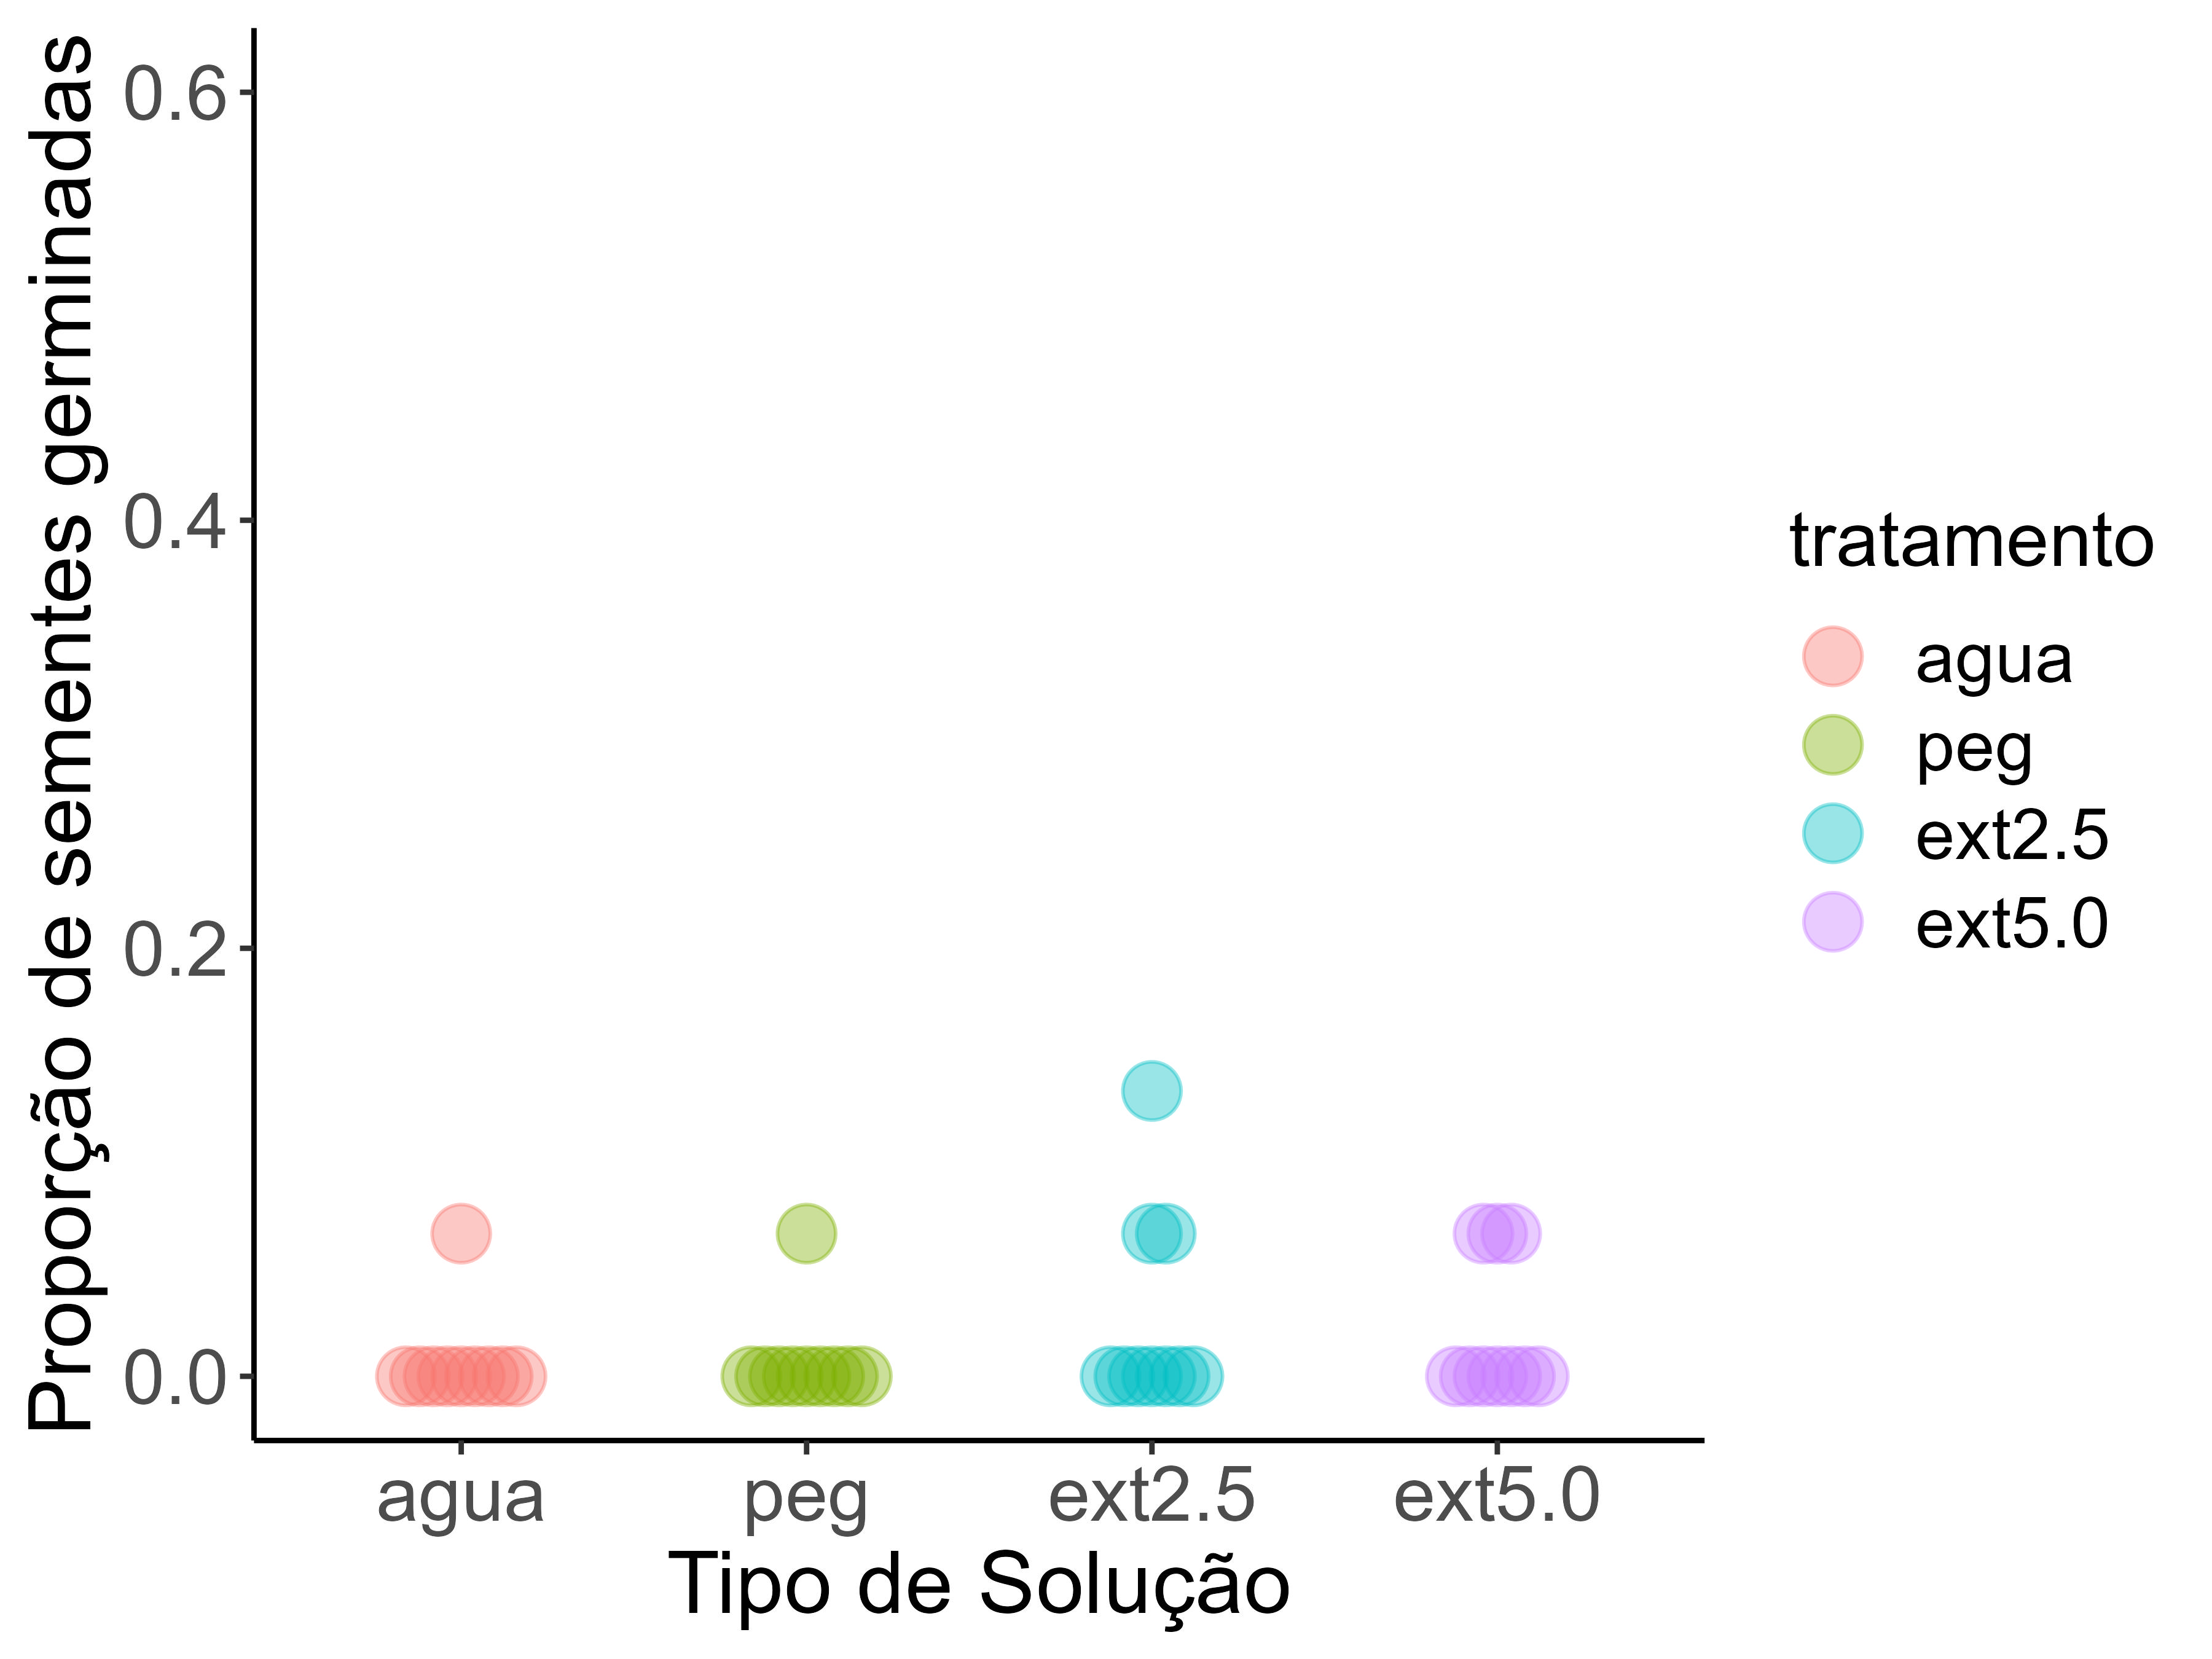 Proporção de sementes germinadas
0.6
0.4
0.2
0.0
agua peg ext2.5 ext5.0
Tipo de Solução
tratamento
agua
peg
ext2.5
ext5.0